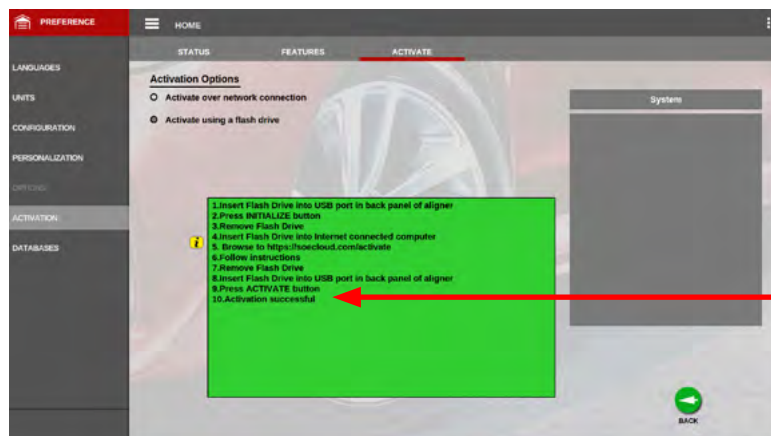 PREFERENCE
HOME
STATUS FEATURES ACTIVATE
LANGUAGES
UNITS
CONFIGURATION
PERSONALIZATION
OPTIONS
ACTIVATION
DATABASES
Activation Options
Activate over network connection
Activate using a flash drive
System
1.Insert Flash Drive into USB port in back panel of aligner
2.Press INITIALIZE button
3.Remove Flash Drive
4.Insert Flash Drive into Internet connected computer
5. Browse to https://soecloud.com/activate
6.Follow instructions
7.Remove Flash Drive
8.Insert Flash Drive into USB port in back panel of aligner
9.Press ACTIVATE button
10.Activation successful
BACK